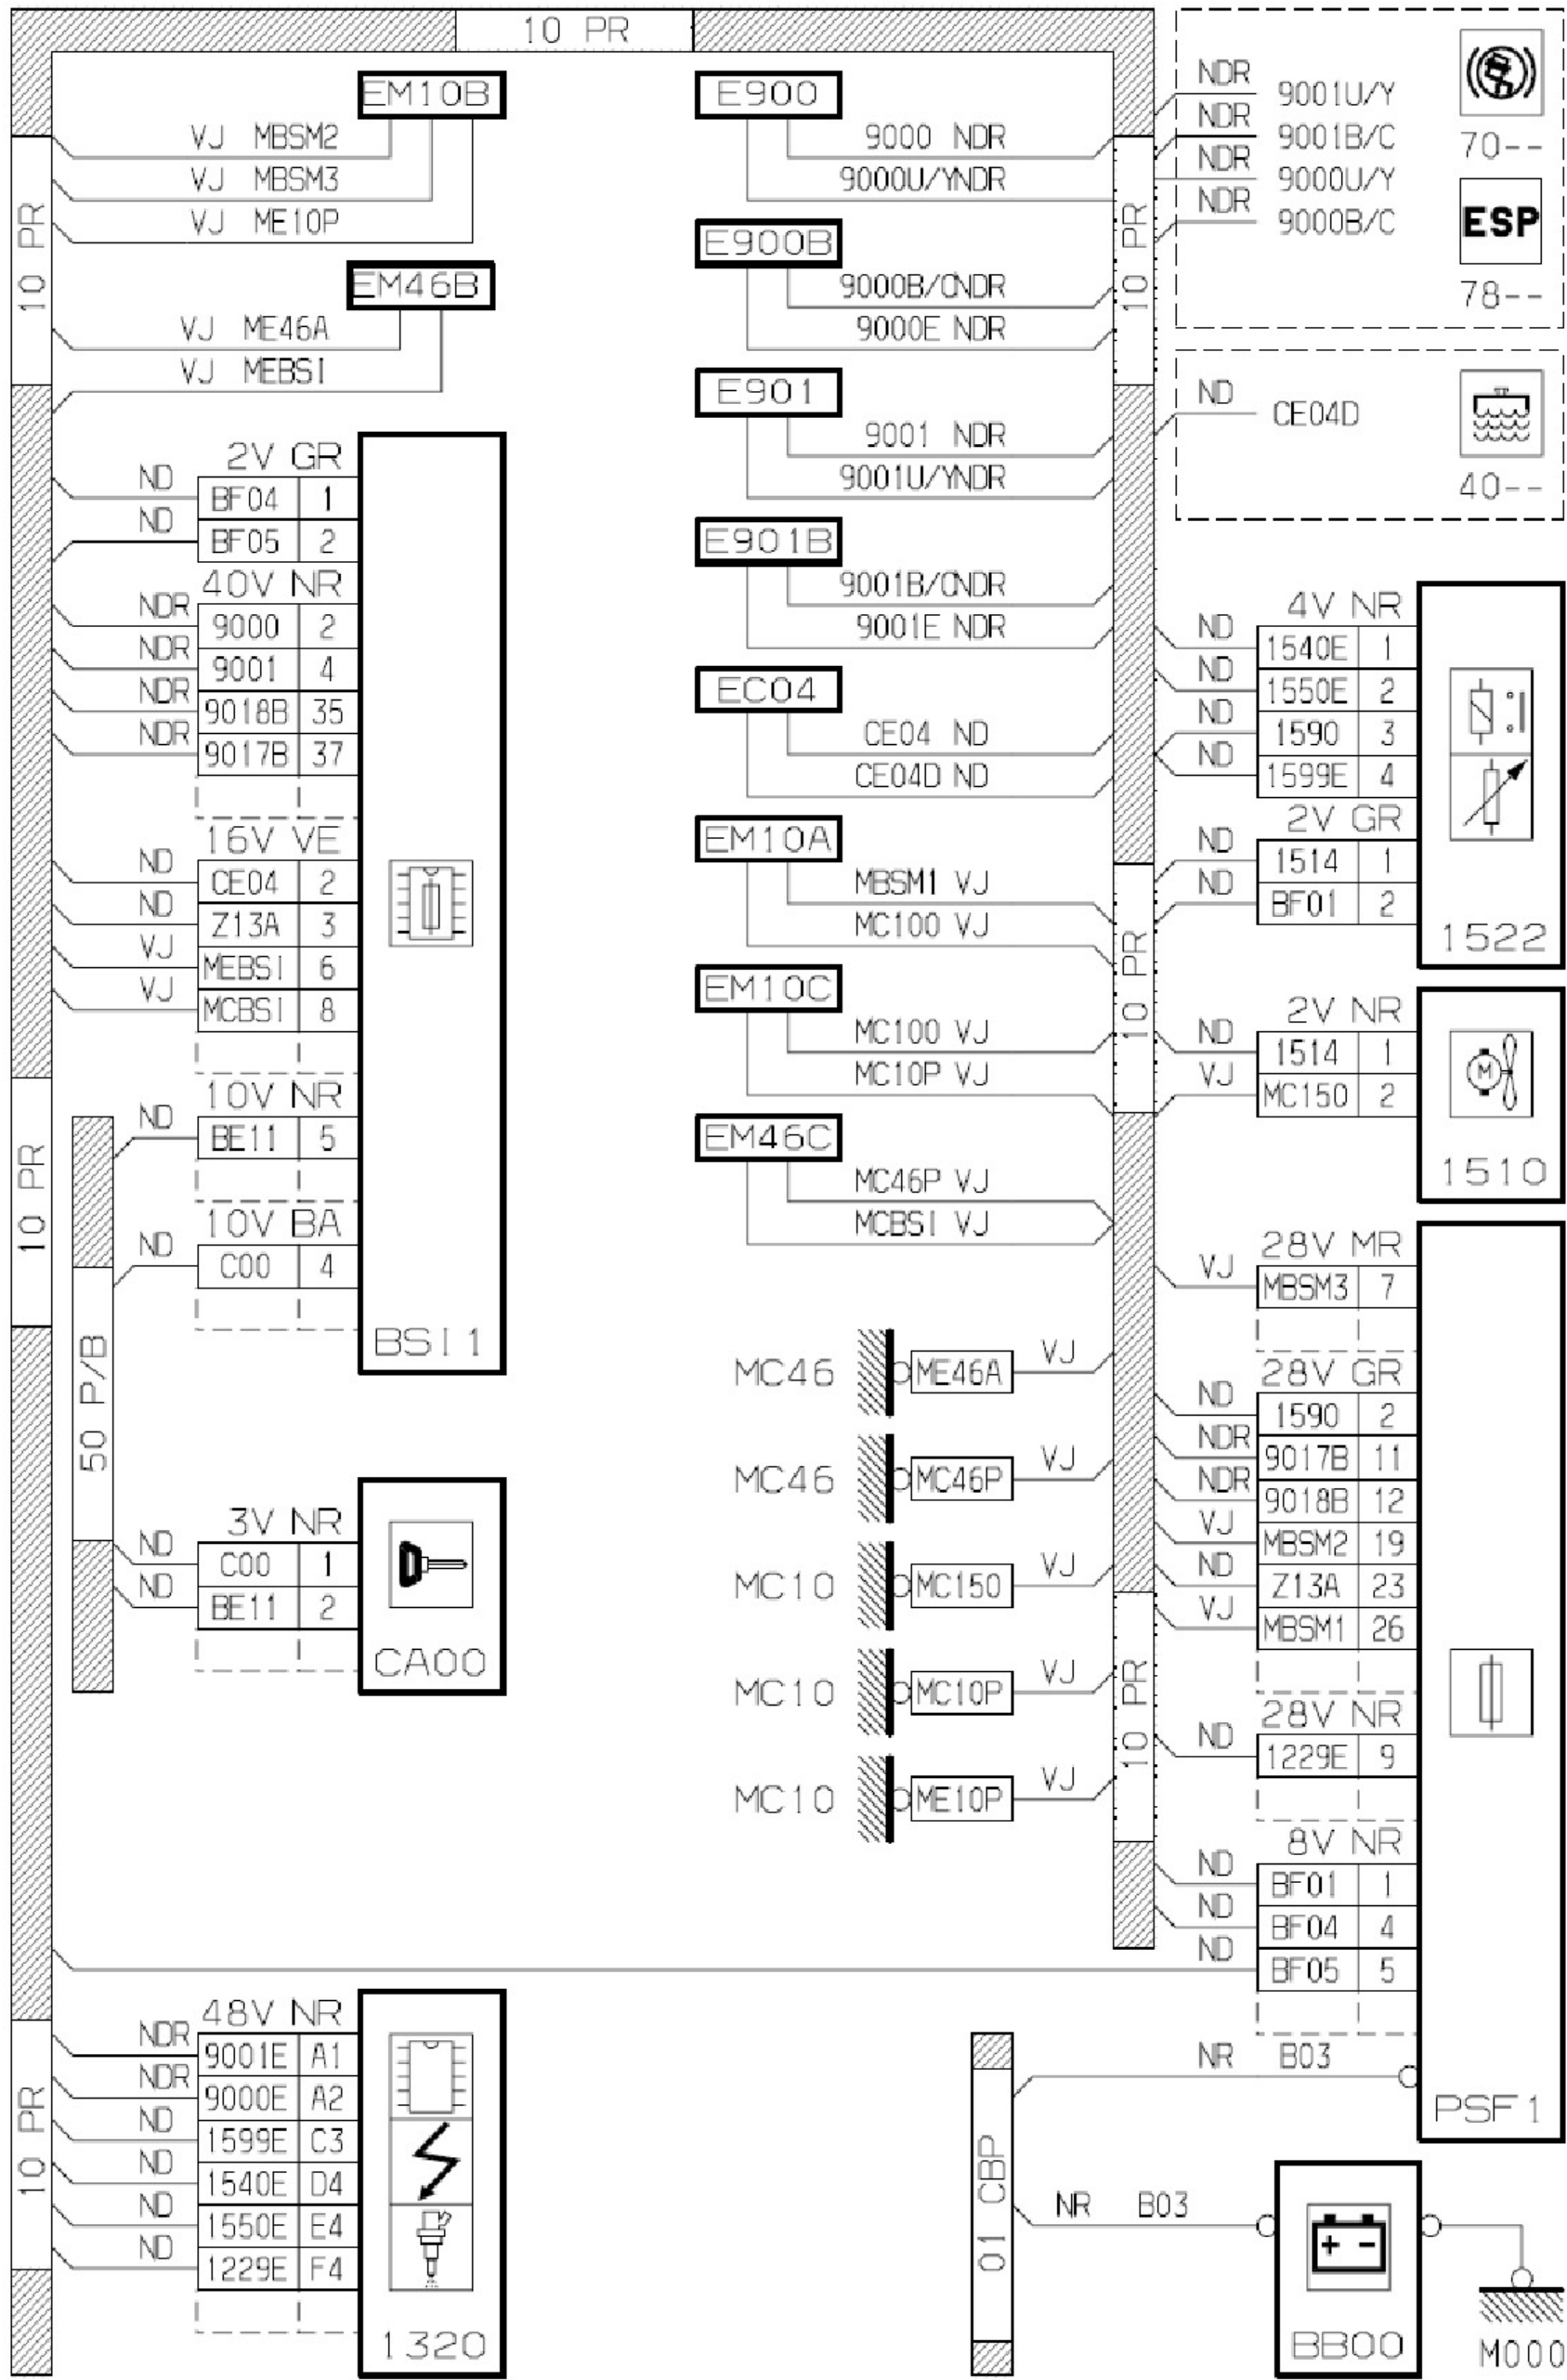 10 PR
EM10B
VJ MBSM2
VJ MBSM3
VJ ME10P
10 PR
EM46B
VJ ME46A
VJ MEBSI
2V GR
ND BF04 1
ND BF05 2
40V NR
NDR 9000 2
NDR 9001 4
NDR 9018B 35
NDR 9017B 37
16V VE
ND CE04 2
ND Z13A 3
VJ MEBSI 6
VJ MCBSI 8
10V NR
ND BE11 5
10V BA
ND C00 4
BSI1
10 PR
50 P/B
3V NR
ND C00 1
ND BE11 2
CA00
48V NR
NDR 9001E A1
NDR 9000E A2
ND 1599E C3
ND 1540E D4
ND 1550E E4
ND 1229E F4
1320
10 PR
E900
9000 NDR
9000U/YNDR
E900B
9000B/CNDR
9000E NDR
E901
9001 NDR
9001U/YNDR
E901B
9001B/CNDR
9001E NDR
EC04
CE04 ND
CE04D ND
EM10A
MBSM1 VJ
MC100 VJ
EM10C
MC100 VJ
MC10P VJ
EM46C
MC46P VJ
MCBSI VJ
MC46 ME46A VJ
MC46 MC46P VJ
MC10 MC150 VJ
MC10 MC10P VJ
MC10 ME10P VJ
10 PR
10 PR
10 PR
NDR 9001U/Y
NDR 9001B/C
NDR 9000U/Y
NDR 9000B/C
70--
ESP
78--
ND CE04D
40--
4V NR
ND 1540E 1
ND 1550E 2
ND 1590 3
ND 1599E 4
2V GR
ND 1514 1
ND BF01 2
1522
2V NR
ND 1514 1
VJ MC150 2
M
1510
28V MR
VJ MBSM3 7
28V GR
ND 1590 2
NDR 9017B 11
NDR 9018B 12
VJ MBSM2 19
ND Z13A 23
VJ MBSM1 26
28V NR
ND 1229E 9
8V NR
ND BF01 1
ND BF04 4
ND BF05 5
NR B03
PSF1
01 CBP
NR B03
+ -
BB00
M000